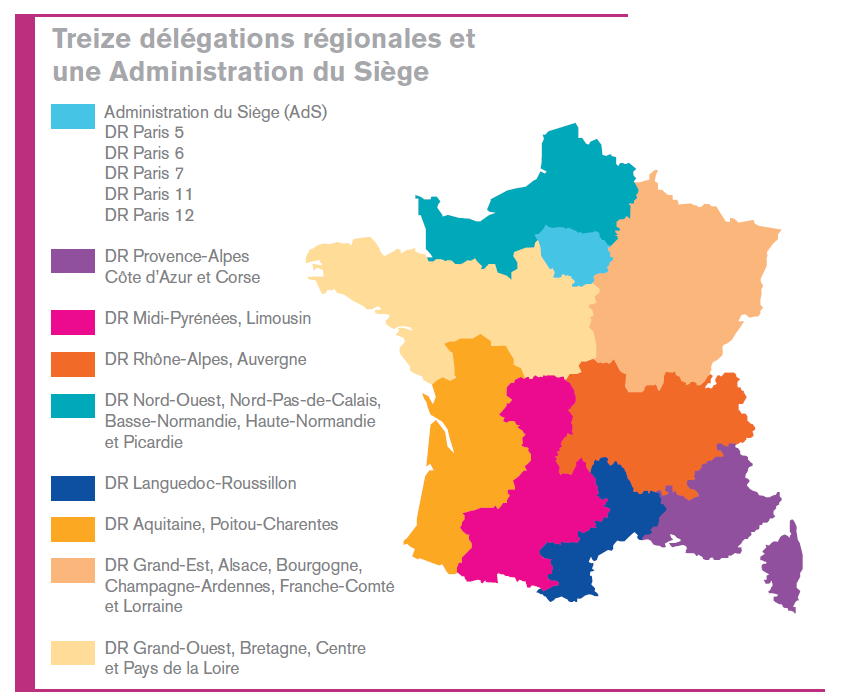 Treize délégations régionales et
une Administration du Siège
Administration du Siège (AdS)
DR Paris 5
DR Paris 6
DR Paris 7
DR Paris 11
DR Paris 12
DR Provence-Alpes
Côte d'Azur et Corse
DR Midi-Pyrénées, Limousin
DR Rhône-Alpes, Auvergne
DR Nord-Ouest, Nord-Pas-de-Calais,
Basse-Normandie, Haute-Normandie
et Picardie
DR Languedoc-Roussillon
DR Aquitaine, Poitou-Charentes
DR Grand-Est, Alsace, Bourgogne,
Champagne-Ardennes, Franche-Comté
et Lorraine
DR Grand-Ouest, Bretagne, Centre
et Pays de la Loire